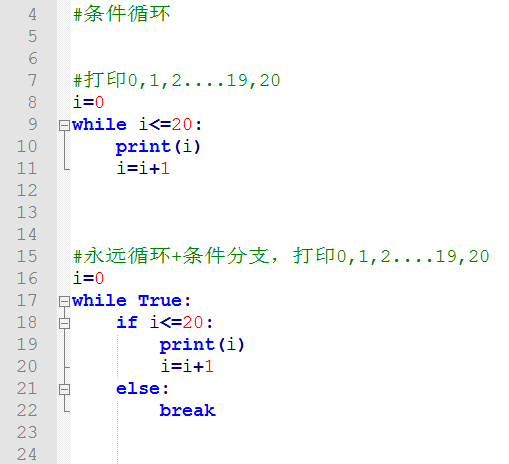 4 #条件循环
5
6
7 #打印0,1,2....19,20
8 i=0
9 while i<=20:
10     print(i)
11     i=i+1
12
13
14
15 #永远循环+条件分支，打印0,1,2....19,20
16 i=0
17 while True:
18     if i<=20:
19         print(i)
20         i=i+1
21     else:
22         break
23
24